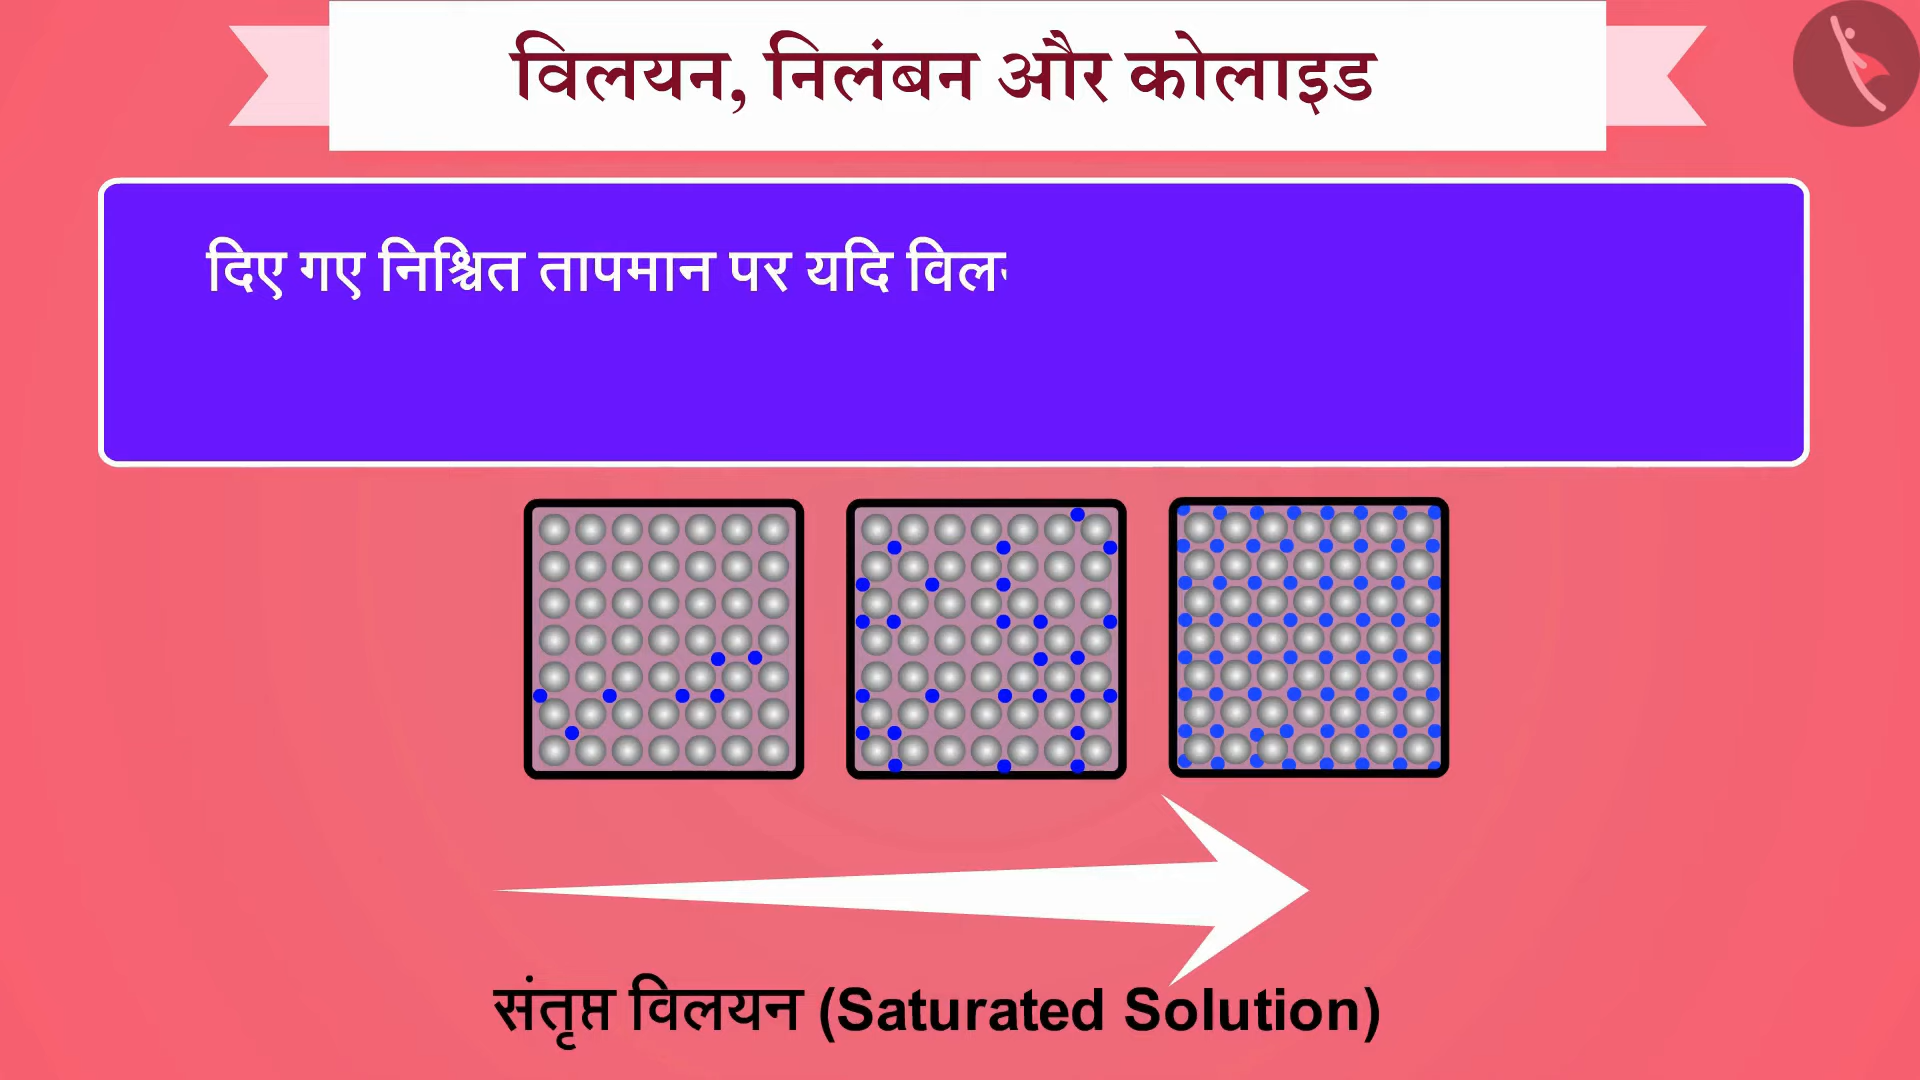 विलयन, निलंबन और कोलाइड
दिए गए निश्चित तापमान पर यदि
संतृप्त विलयन (Saturated Solution)